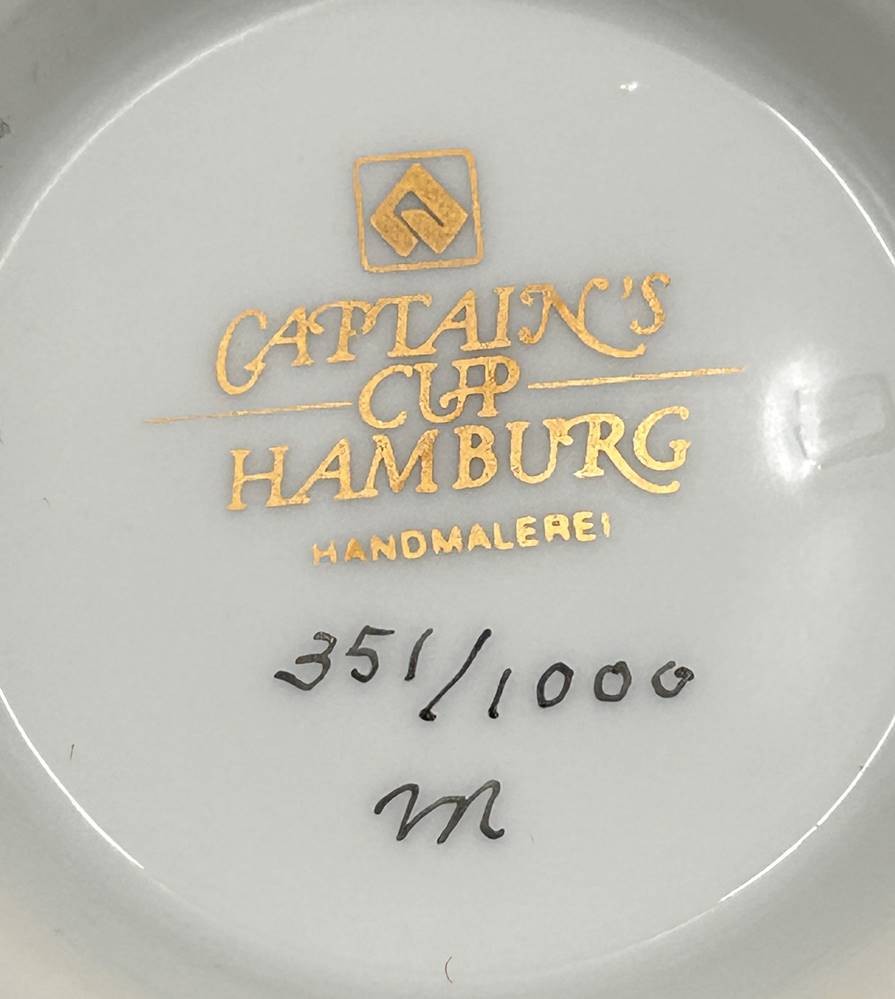 CAPTAIN'S
CUP
HAMBURG
HANDMALEREI
351/1000
m